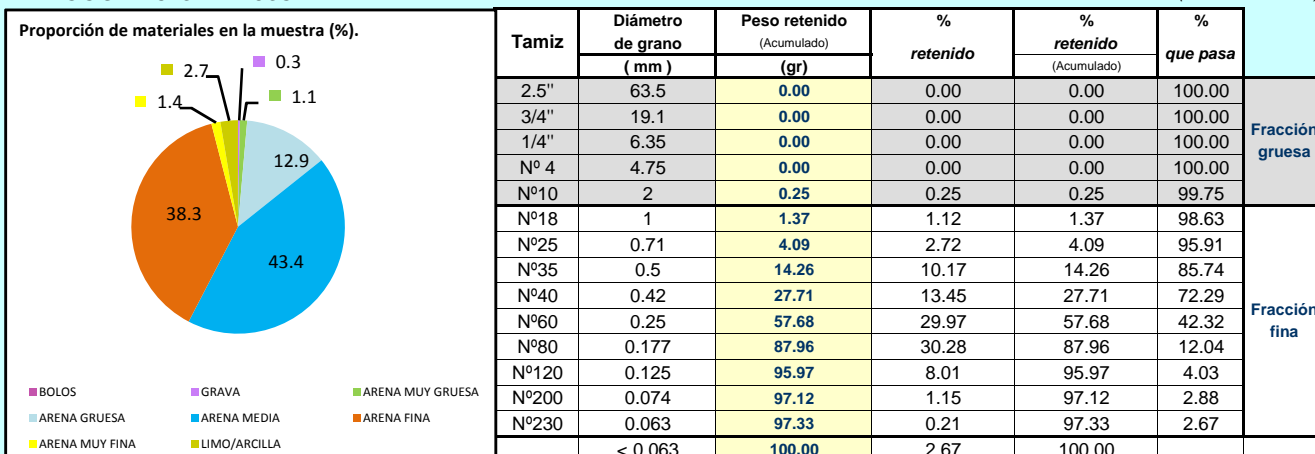 Proporción de materiales en la muestra (%).
0.3
2.7
1.1
1.4
12.9
38.3
43.4
BOLOS GRAVA ARENA MUY GRUESA
ARENA GRUESA ARENA MEDIA ARENA FINA
ARENA MUY FINA LIMO/ARCILLA
Tamiz Diámetro de grano ( mm ) Peso retenido (Acumulado) (gr) % retenido % retenido (Acumulado) % que pasa
2.5" 63.5 0.00 0.00 0.00 100.00
3/4" 19.1 0.00 0.00 0.00 100.00
1/4" 6.35 0.00 0.00 0.00 100.00
Nº 4 4.75 0.00 0.00 0.00 100.00
Nº10 2 0.25 0.25 0.25 99.75
Fracción
gruesa
Nº18 1 1.37 1.12 1.37 98.63
Nº25 0.71 4.09 2.72 4.09 95.91
Nº35 0.5 14.26 10.17 14.26 85.74
Nº40 0.42 27.71 13.45 27.71 72.29
Nº60 0.25 57.68 29.97 57.68 42.32
Nº80 0.177 87.96 30.28 87.96 12.04
Nº120 0.125 95.97 8.01 95.97 4.03
Nº200 0.074 97.12 1.15 97.12 2.88
Nº230 0.063 97.33 0.21 97.33 2.67
Fracción
fina
< 0.063 100.00 2.67 100.00